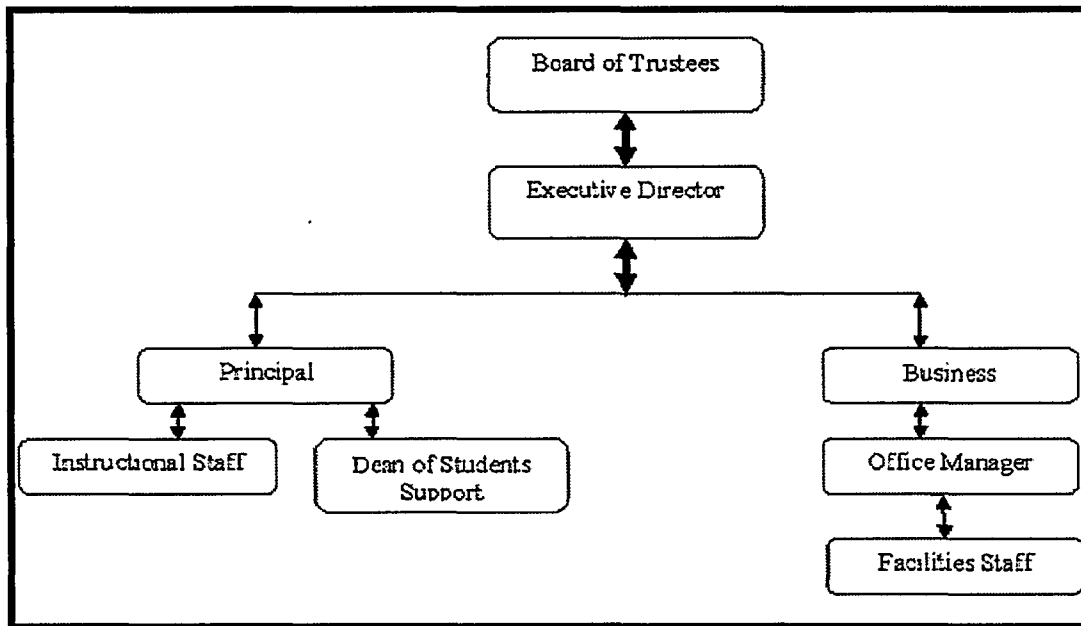 Board of Trustees
Executive Director
Principal
Business
Instructional Staff
Dean of Students
Support
Office Manager
Facilities Staff